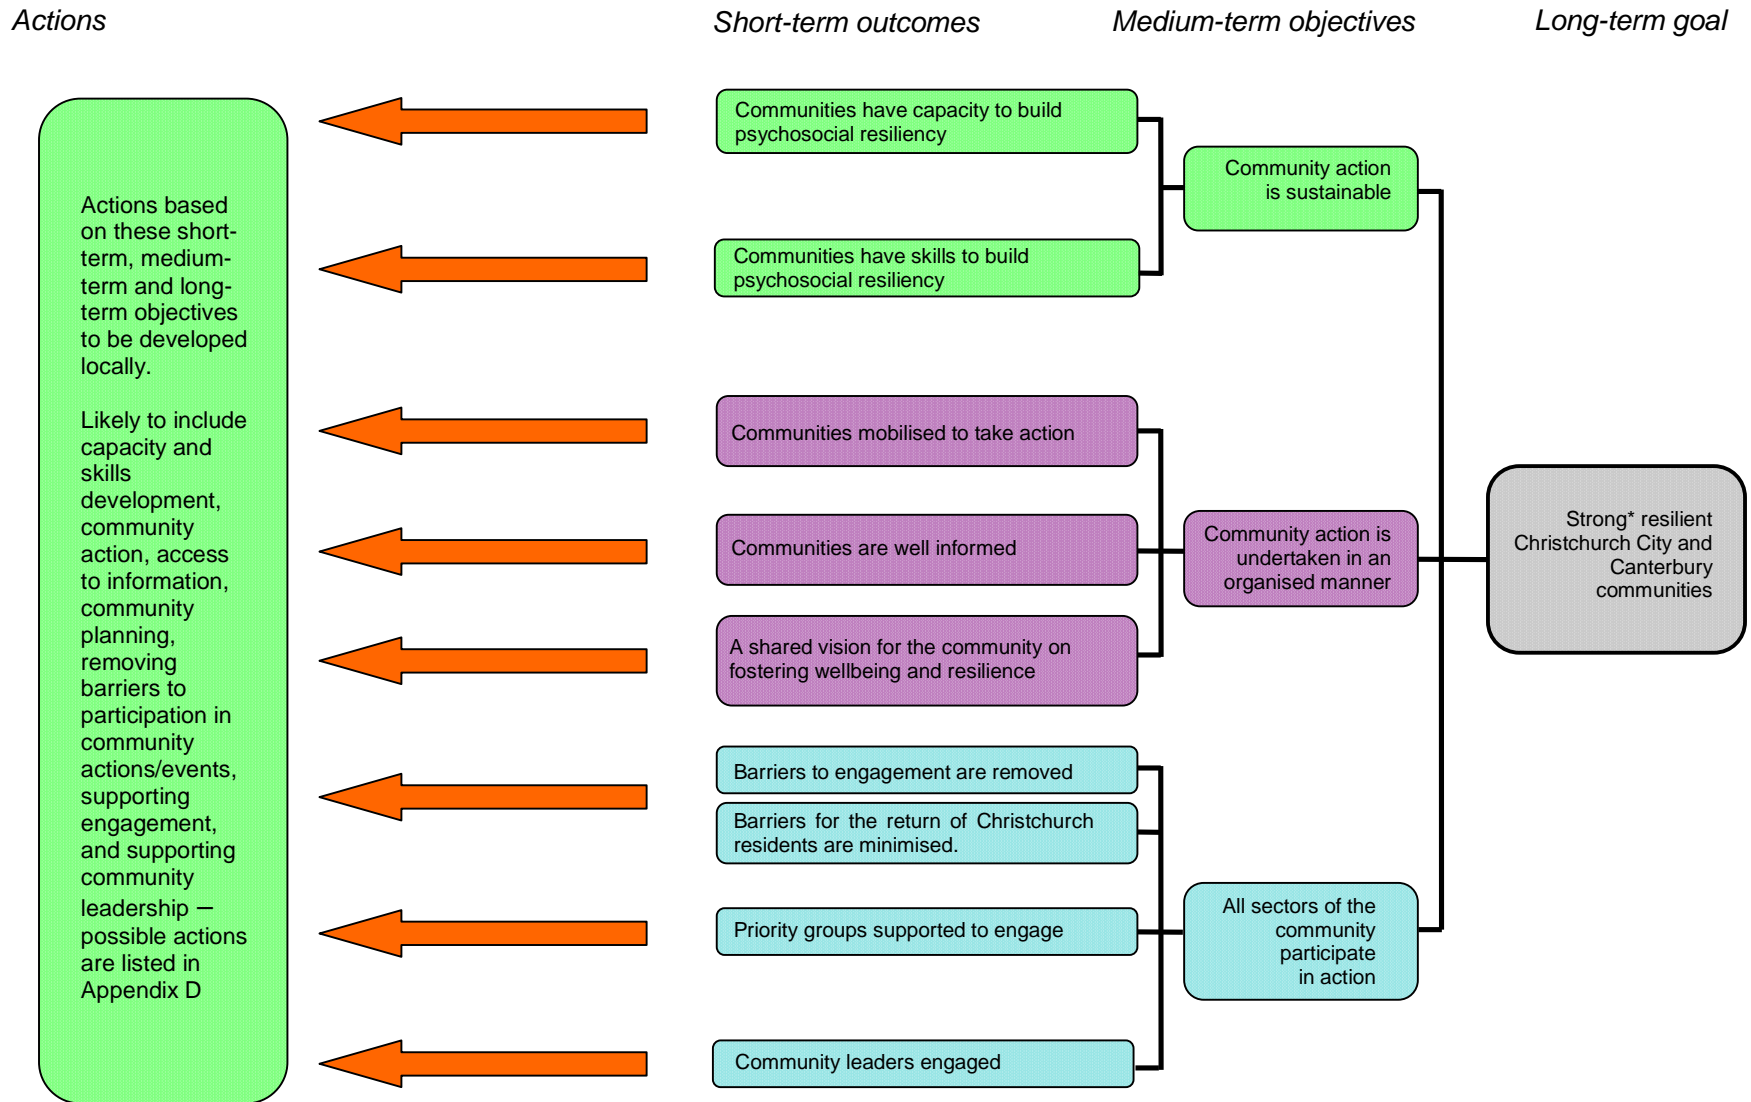 Actions
Short-term outcomes
Medium-term objectives
Long-term goal
Actions based
on these short-
term, medium-
term and long-
term objectives
to be developed
locally.
Likely to include
capacity and
skills
development,
community
action, access
to information,
community
planning,
removing
barriers to
participation in
community
actions/events,
supporting
engagement,
and supporting
community
leadership –
possible actions
are listed in
Appendix D
Communities have capacity to build
psychosocial resiliency
Communities have skills to build
psychosocial resiliency
Communities mobilised to take action
Communities are well informed
A shared vision for the community on
fostering wellbeing and resilience
Barriers to engagement are removed
Barriers for the return of Christchurch
residents are minimised.
Priority groups supported to engage
Community leaders engaged
Community action
is sustainable
Community action is
undertaken in an
organised manner
All sectors of the
community
participate
in action
Strong* resilient
Christchurch City and
Canterbury
communities